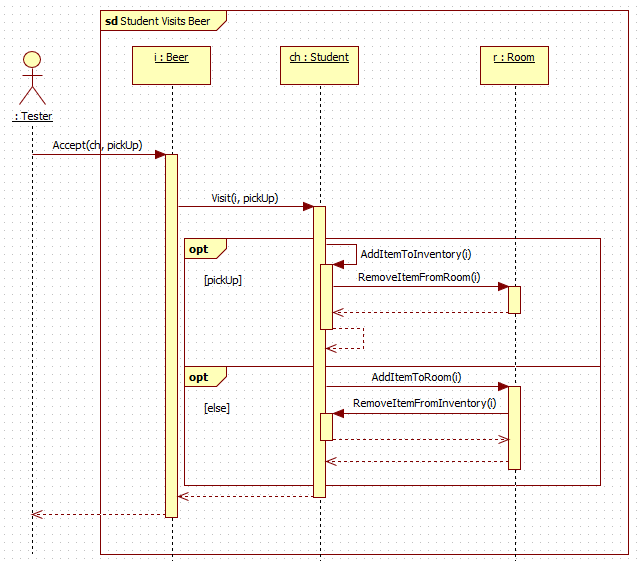 sd Student Visits Beer
i : Beer
ch : Student
r : Room
: Tester
Accept(ch, pickUp)
Visit(i, pickUp)
opt
AddItemToInventory(i)
[pickUp]
RemoveItemFromRoom(i)
opt
AddItemToRoom(i)
[else]
RemoveItemFromInventory(i)